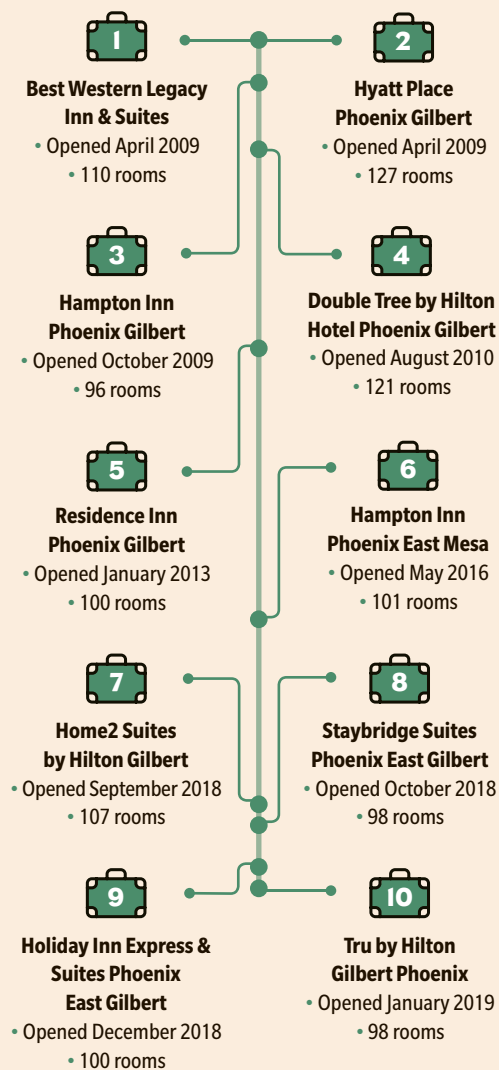 1
Best Western Legacy
Inn & Suites
• Opened April 2009
• 110 rooms
2
Hyatt Place
Phoenix Gilbert
• Opened April 2009
• 127 rooms
3
Hampton Inn
Phoenix Gilbert
• Opened October 2009
• 96 rooms
4
Double Tree by Hilton
Hotel Phoenix Gilbert
• Opened August 2010
• 121 rooms
5
Residence Inn
Phoenix Gilbert
• Opened January 2013
• 100 rooms
6
Hampton Inn
Phoenix East Mesa
• Opened May 2016
• 101 rooms
7
Home2 Suites
by Hilton Gilbert
• Opened September 2018
• 107 rooms
8
Staybridge Suites
Phoenix East Gilbert
• Opened October 2018
• 98 rooms
9
Holiday Inn Express &
Suites Phoenix
East Gilbert
• Opened December 2018
• 100 rooms
10
Tru by Hilton
Gilbert Phoenix
• Opened January 2019
• 98 rooms